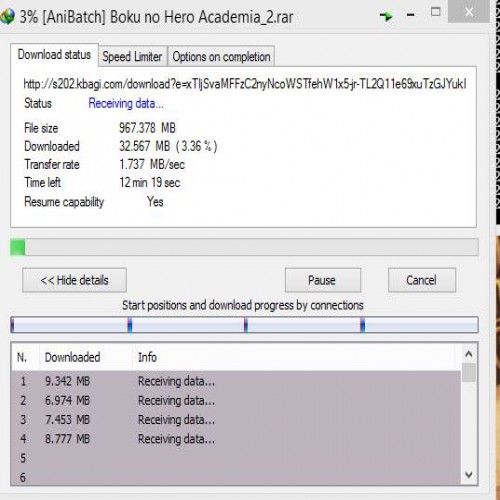 3% [AniBatch] Boku no Hero Academia_2.rar
Download status Speed Limiter Options on completion
http://s202.kbagi.com/download?e=xTljSvaMFFzC2nyNcoWSTfehW1x5-jr-TL2Q11e69xuTzGJYukl
Status Receiving data...
File size 967.378 MB
Downloaded 32.567 MB ( 3.36 % )
Transfer rate 1.737 MB/sec
Time left 12 min 19 sec
Resume capability Yes
<< Hide details Pause Cancel
Start positions and download progress by connections
N. Downloaded Info
1 9.342 MB Receiving data...
2 6.974 MB Receiving data...
3 7.453 MB Receiving data...
4 8.777 MB Receiving data...
5
6